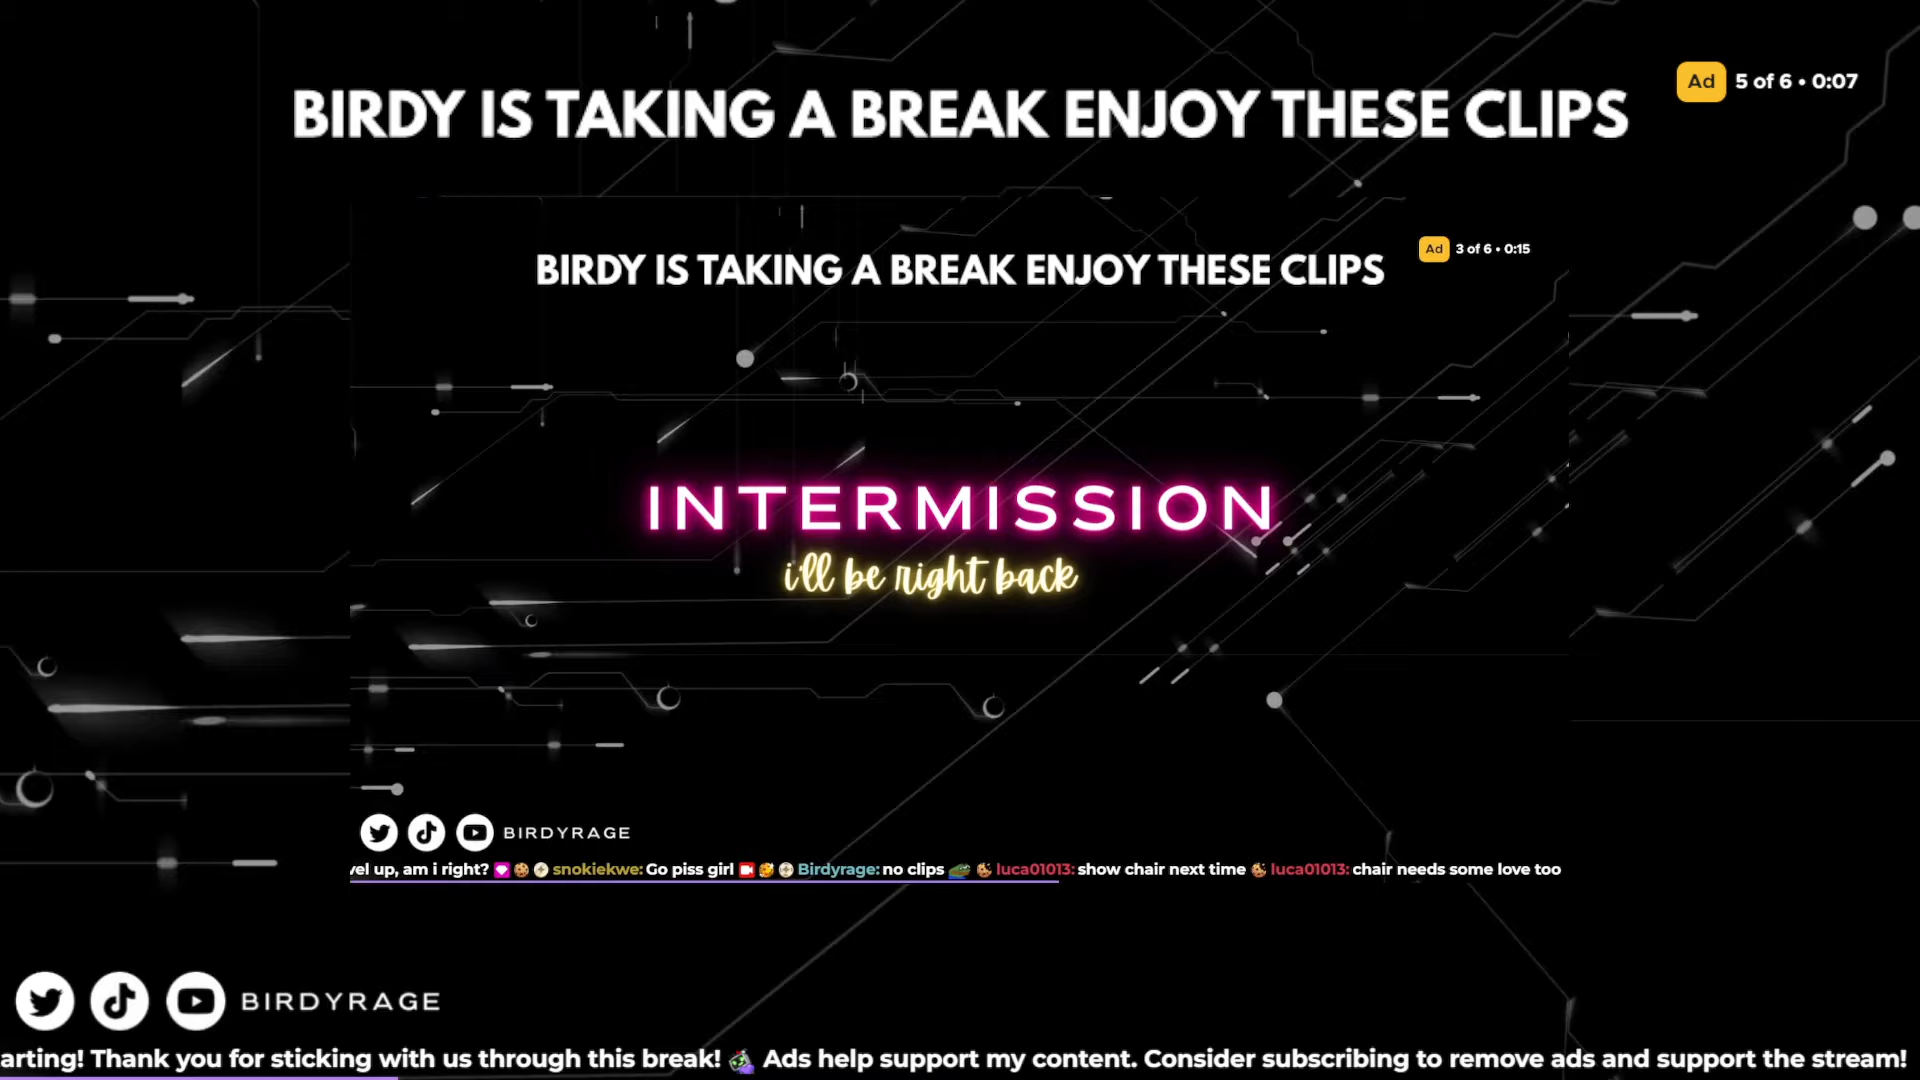 BIRDY IS TAKING A BREAK ENJOY THESE CLIPS
Ad 5 of 6 • 0:07
BIRDY IS TAKING A BREAK ENJOY THESE CLIPS
Ad 3 of 6 • 0:15
INTERMISSION
i'll be right back
BIRDYRAGE
vel up, am i right? snokiekwe: Go piss girl Birdyrage: no clips luca01013: show chair next time luca01013: chair needs some love too
BIRDYRAGE
arting! Thank you for sticking with us through this break! Ads help support my content. Consider subscribing to remove ads and support the stream!